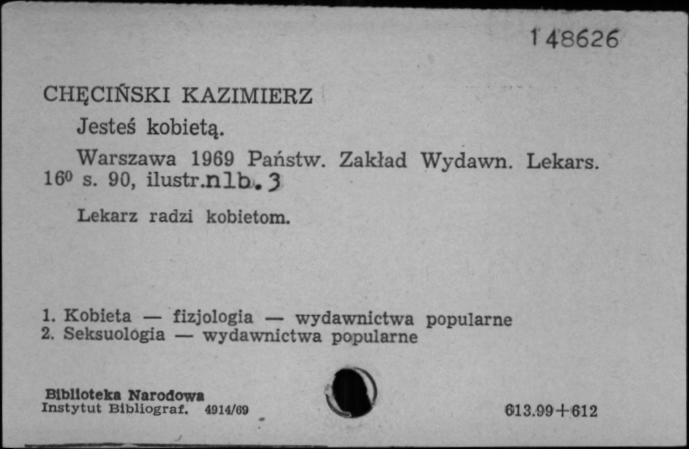 148626
CHĘCIŃSKI KAZIMIERZ
Jesteś kobietą.
Warszawa 1969 Państw. Zakład Wydawn. Lekars.
16⁰ s. 90, ilustr.nlb.3
Lekarz radzi kobietom.
1. Kobieta — fizjologia — wydawnictwa popularne
2. Seksuologia — wydawnictwa popularne
Biblioteka Narodowa
Instytut Bibliograf. 4914/69
613.99+612